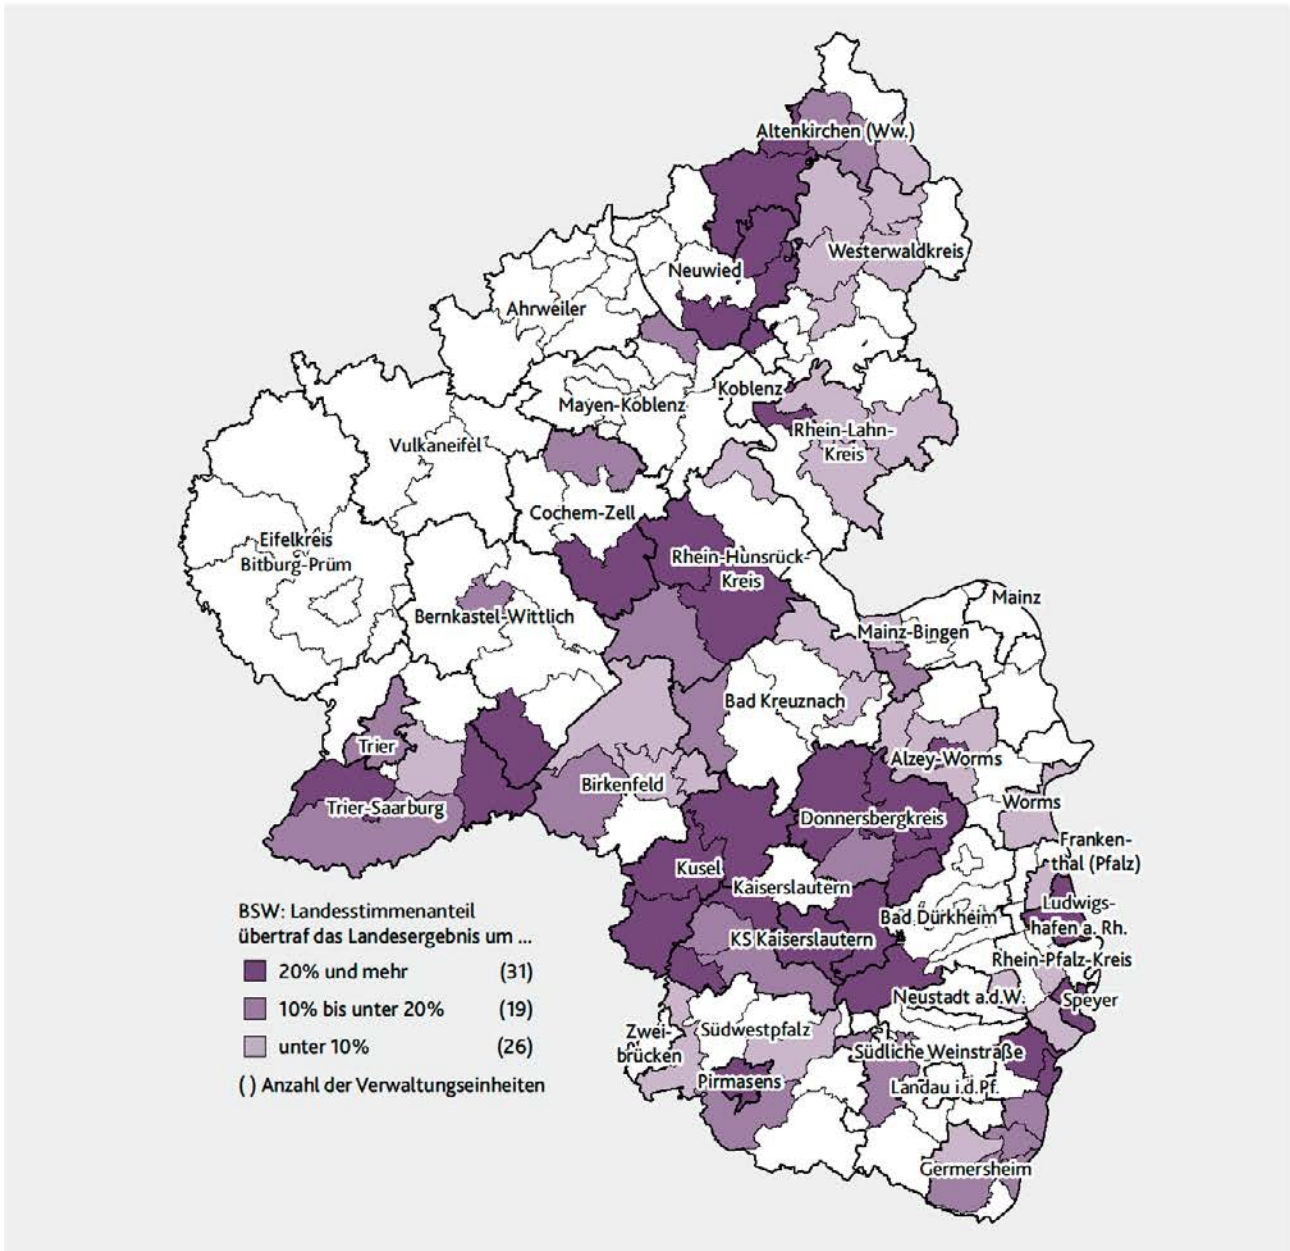 Altenkirchen (Ww.)
Westerwaldkreis
Neuwied
Ahrweiler
Koblenz
Mayen-Koblenz
Rhein-Lahn-
Kreis
Vulkaneifel
Cochem-Zell
Eifelkreis
Bitburg-Prüm
Rhein-Hunsrück-
Kreis
Mainz
Bernkastel-Wittlich
Mainz-Bingen
Bad Kreuznach
Trier
Alzey-Worms
Birkenfeld
Worms
Trier-Saarburg
Donnersbergkreis
Franken-
thal (Pfalz)
Kusel
Kaiserslautern
Ludwigs-
hafen a. Rh.
Bad Dürkheim
KS Kaiserslautern
Rhein-Pfalz-Kreis
Neustadt a.d.W.
Speyer
Zwei-
brücken
Südwestpfalz
Südliche Weinstraße
Pirmasens
Landau i.d.Pf.
Germersheim
BSW: Landesstimmenanteil
übertraf das Landesergebnis um ...
20% und mehr (31)
10% bis unter 20% (19)
unter 10% (26)
( ) Anzahl der Verwaltungseinheiten